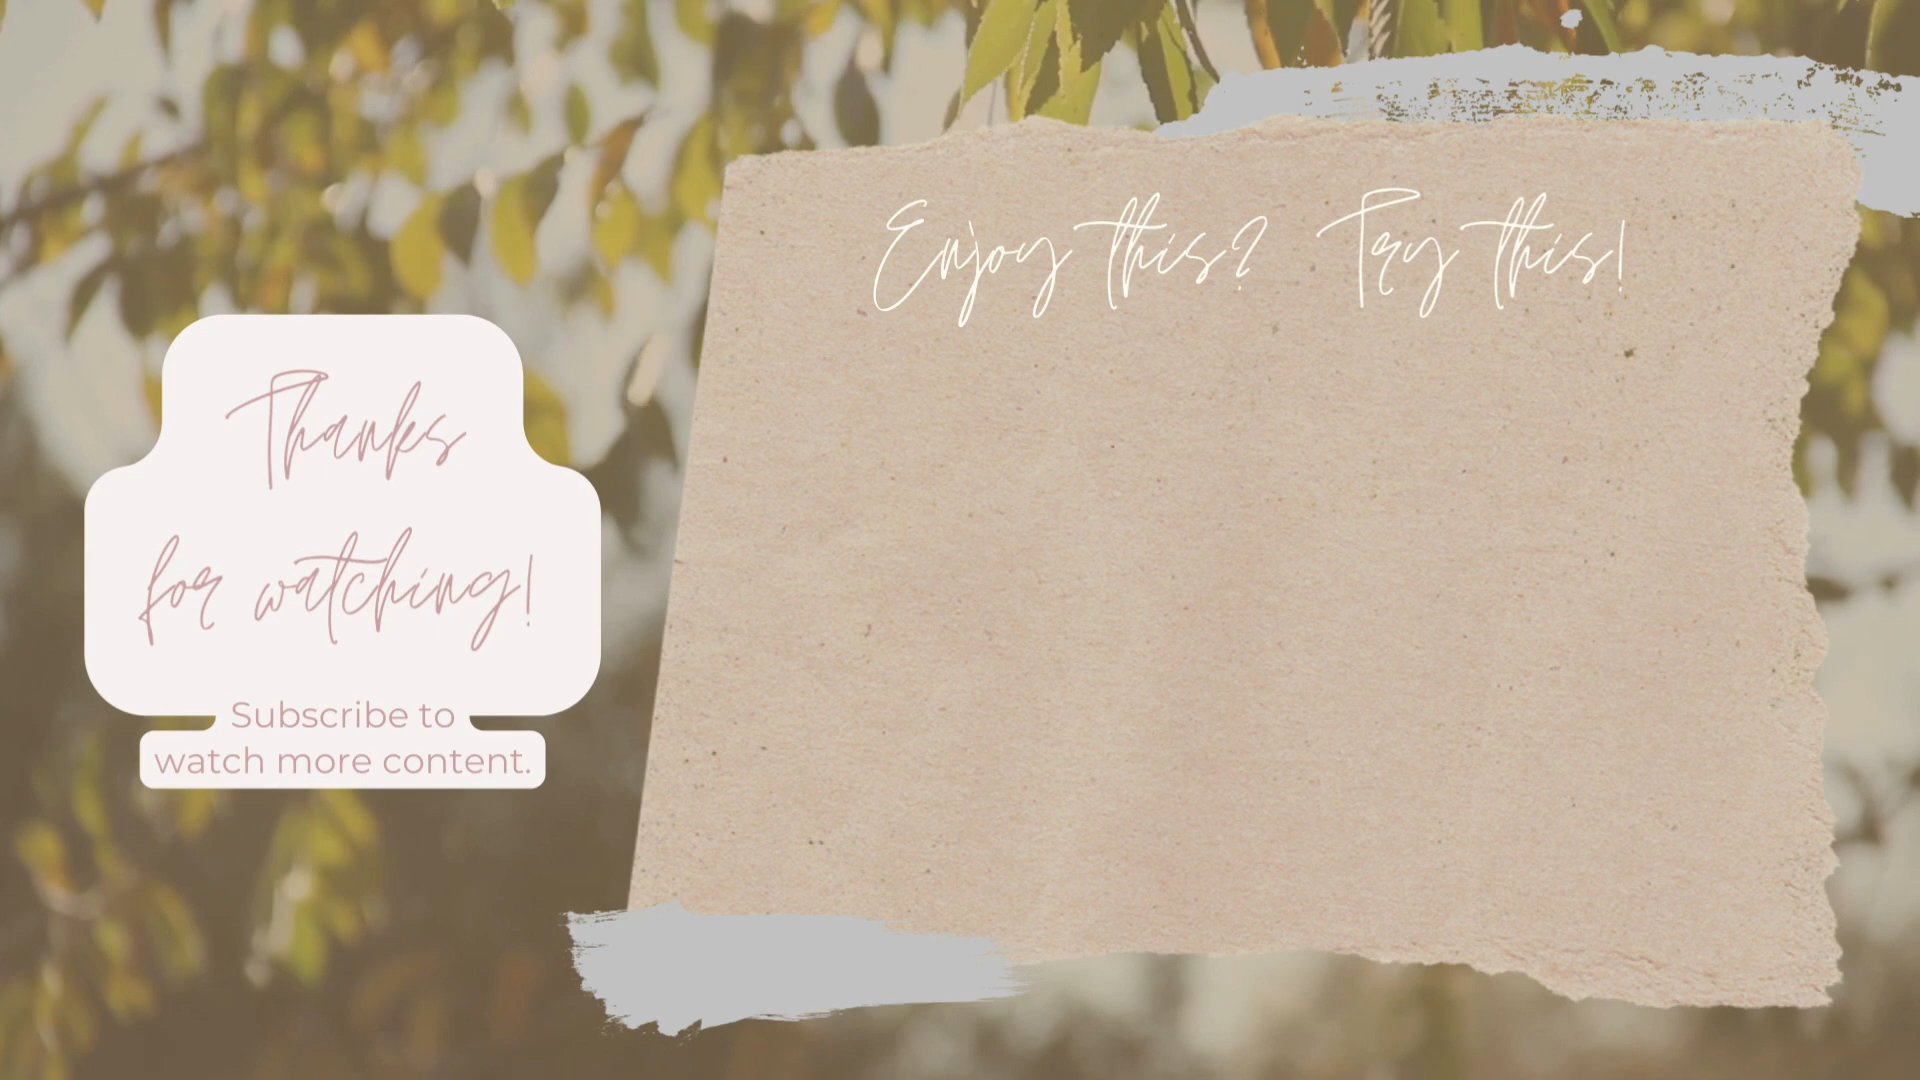 Enjoy this? Try this!
Thanks
for watching!
Subscribe to
watch more content.